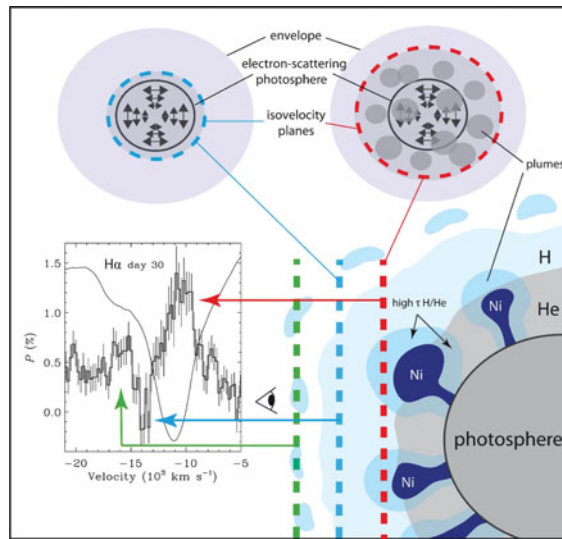 envelope
electron-scattering
photosphere
isovelocity
planes
plumes
Hα day 30
1.5
1.0
0.5
0.0
P (%)
−20
−15
−10
−5
Velocity (10³ km s⁻¹)
H
He
high τ H/He
Ni
Ni
Ni
photosphere